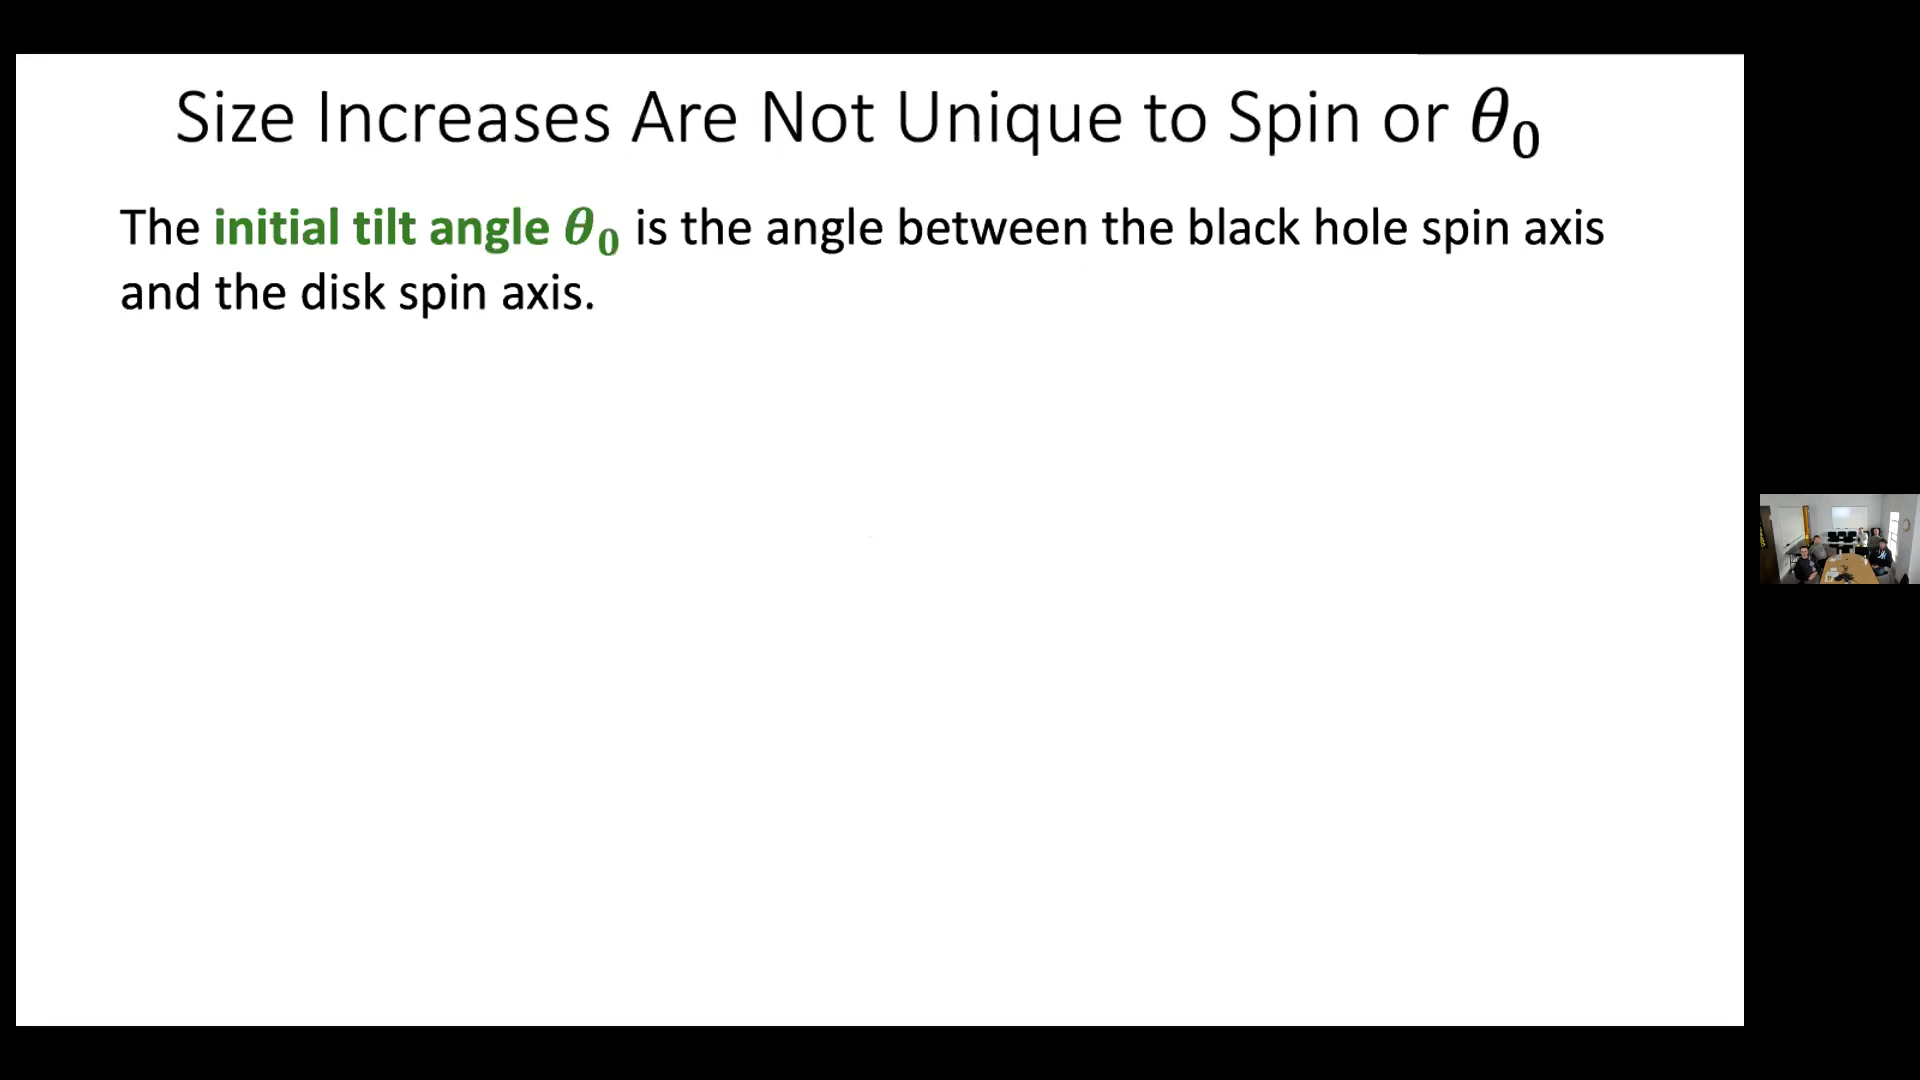 Size Increases Are Not Unique to Spin or θ₀
The initial tilt angle θ₀ is the angle between the black hole spin axis
and the disk spin axis.